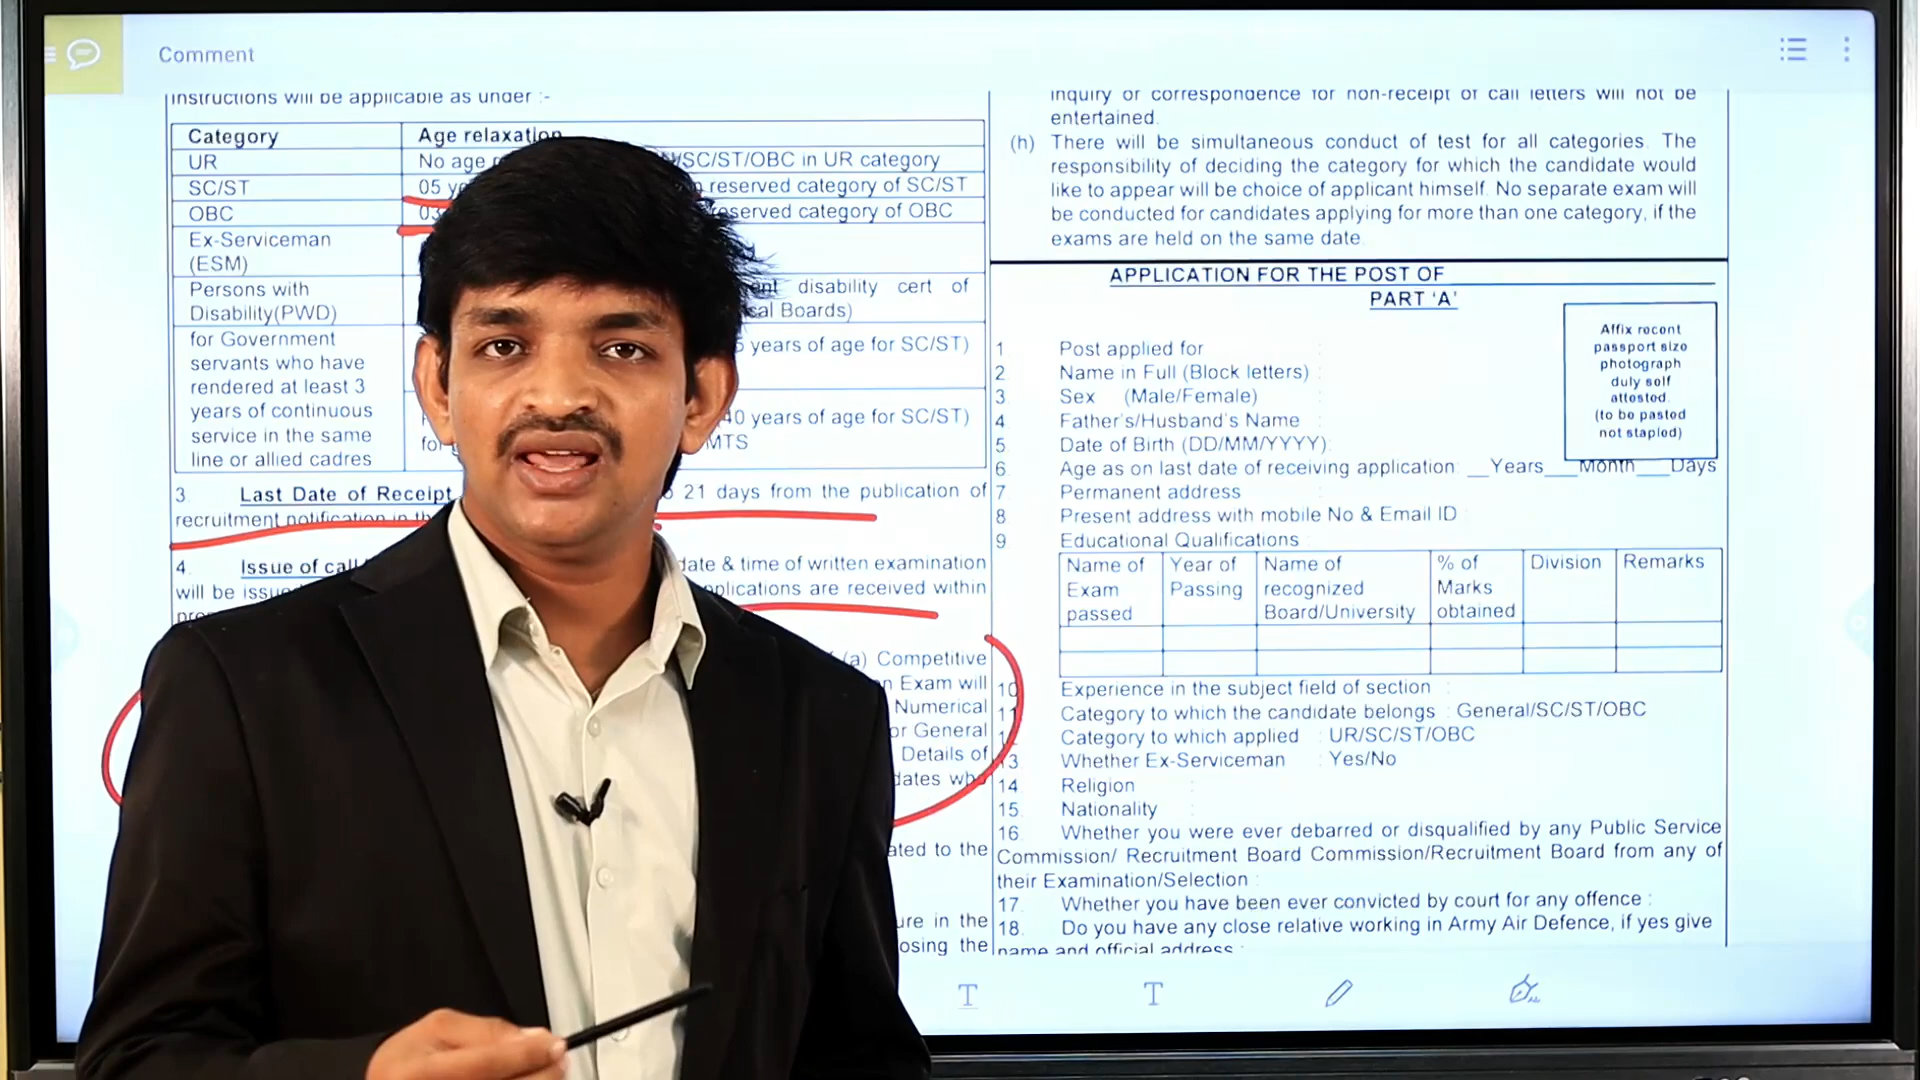 Comment
instructions will be applicable as under :-
Category Age relaxation
UR No age SC/ST/OBC in UR category
SC/ST 05 reserved category of SC/ST
OBC 03 reserved category of OBC
Ex-Serviceman
(ESM)
Persons with disability cert of
Disability(PWD) Boards)
for Government
servants who have years of age for SC/ST)
rendered at least 3
years of continuous 40 years of age for SC/ST)
service in the same MTS
line or allied cadres
3. Last Date of Receipt 21 days from the publication of
recruitment notification in
4. Issue of date & time of written examination
will be applications are received within
(a) Competitive
Exam will
Numerical
or General
Details of
who
to the
in the
the
inquiry or correspondence for non-receipt of call letters will not be
entertained.
(h) There will be simultaneous conduct of test for all categories. The
responsibility of deciding the category for which the candidate would
like to appear will be choice of applicant himself. No separate exam will
be conducted for candidates applying for more than one category, if the
exams are held on the same date.
APPLICATION FOR THE POST OF
PART ‘A’
Affix recent
passport size
photograph
duly self
attested.
(to be pasted
not stapled)
1 Post applied for
2. Name in Full (Block letters) :
3. Sex (Male/Female) :
4. Father's/Husband's Name :
5. Date of Birth (DD/MM/YYYY):
6. Age as on last date of receiving application: __Years___Month___Days
7. Permanent address :
8 Present address with mobile No & Email ID :
9. Educational Qualifications :
Name of Exam passed Year of Passing Name of recognized Board/University % of Marks obtained Division Remarks
10 Experience in the subject field of section :
11 Category to which the candidate belongs : General/SC/ST/OBC
Category to which applied : UR/SC/ST/OBC
13 Whether Ex-Serviceman : Yes/No
14. Religion :
15. Nationality :
16. Whether you were ever debarred or disqualified by any Public Service
Commission/ Recruitment Board Commission/Recruitment Board from any of
their Examination/Selection :
17. Whether you have been ever convicted by court for any offence :
18. Do you have any close relative working in Army Air Defence, if yes give
name and official address :
T T